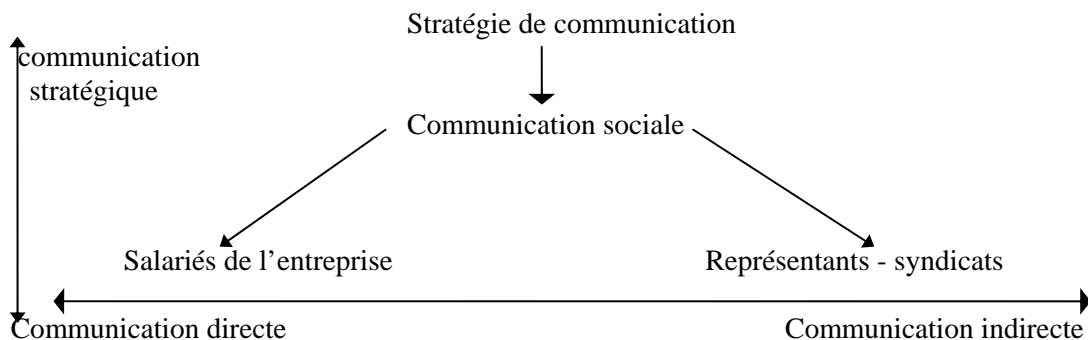 Stratégie de communication
communication
stratégique
Communication sociale
Salariés de l’entreprise
Représentants - syndicats
Communication directe
Communication indirecte